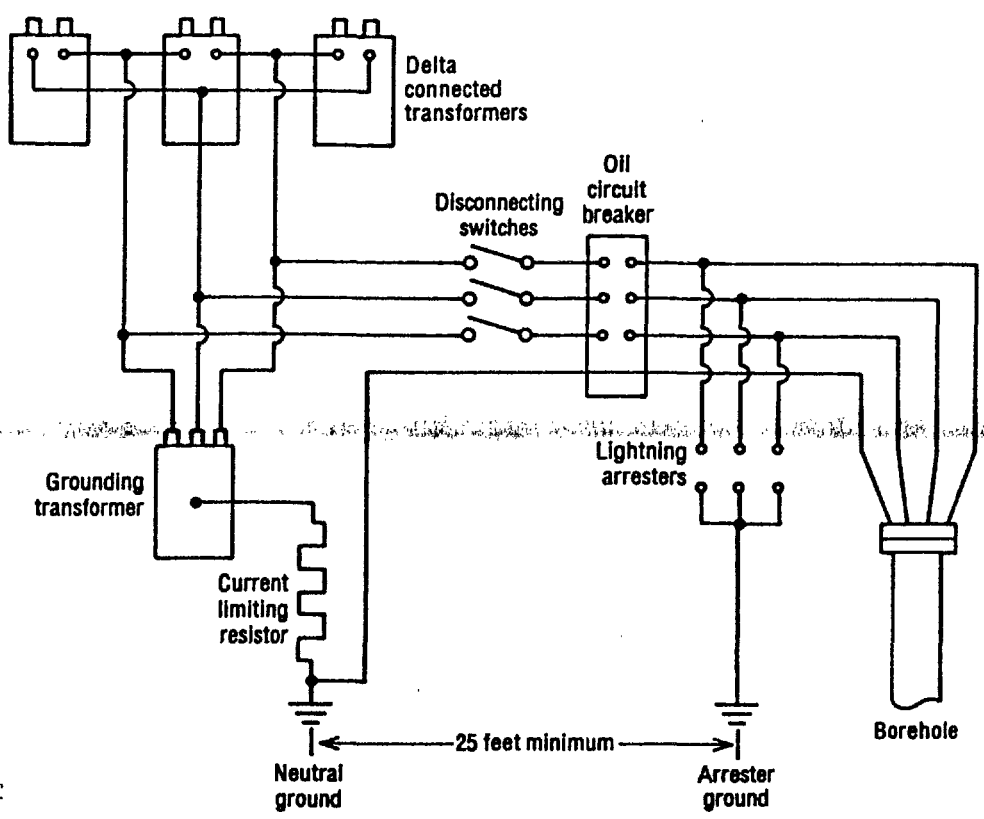 Delta
connected
transformers
Oil
circuit
breaker
Disconnecting
switches
Lightning
arresters
Grounding
transformer
Current
limiting
resistor
25 feet minimum
Borehole
Neutral
ground
Arrester
ground